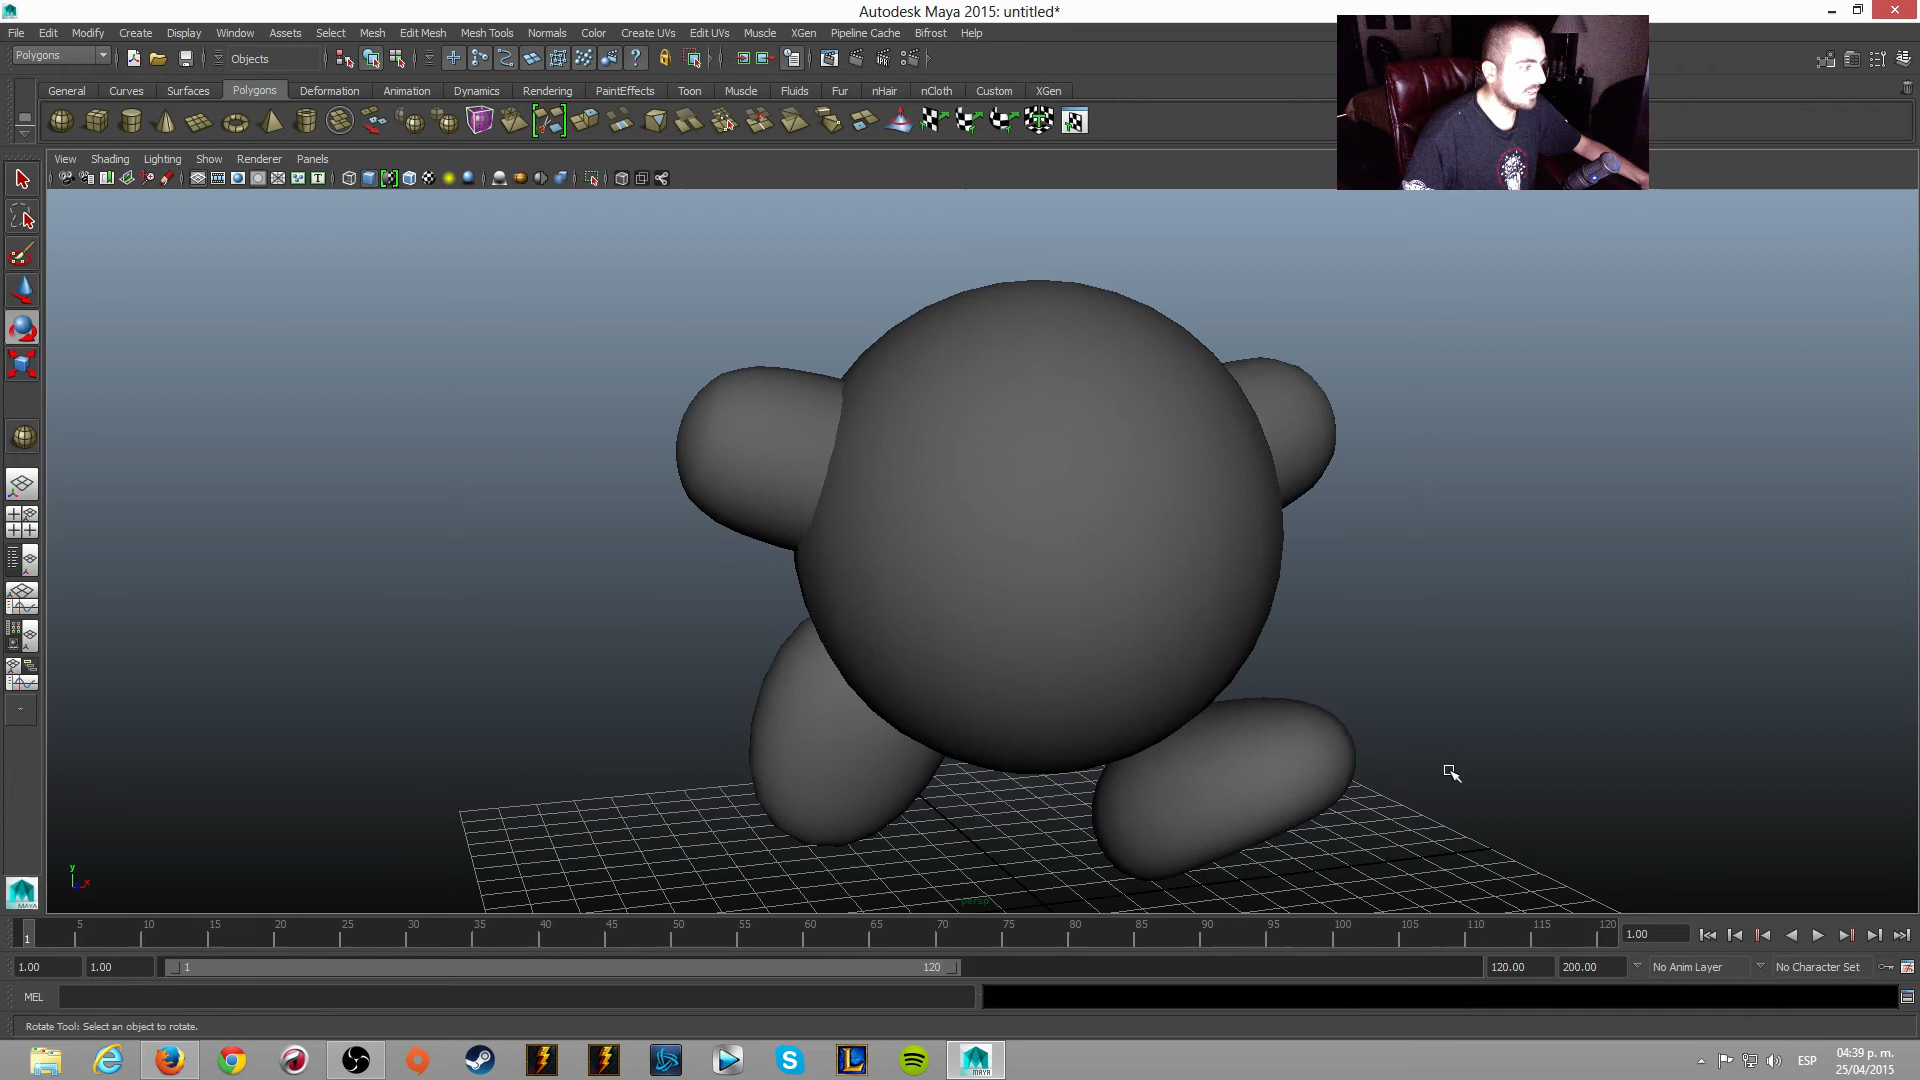 Autodesk Maya 2015: untitled*
File Edit Modify Create Display Window Assets Select Mesh Edit Mesh Mesh Tools Normals Color Create UVs Edit UVs Muscle XGen Pipeline Cache Bifrost Help
Polygons Objects
General Curves Surfaces Polygons Deformation Animation Dynamics Rendering PaintEffects Toon Muscle Fluids Fur nHair nCloth Custom XGen
View Shading Lighting Show Renderer Panels
y
x
persp
1 5 10 15 20 25 30 35 40 45 50 55 60 65 70 75 80 85 90 95 100 105 110 115 120 1.00
1.00 1.00 1 120 120.00 200.00 No Anim Layer No Character Set
MEL
Rotate Tool: Select an object to rotate.
MAYA
ESP
04:39 p. m.
25/04/2015